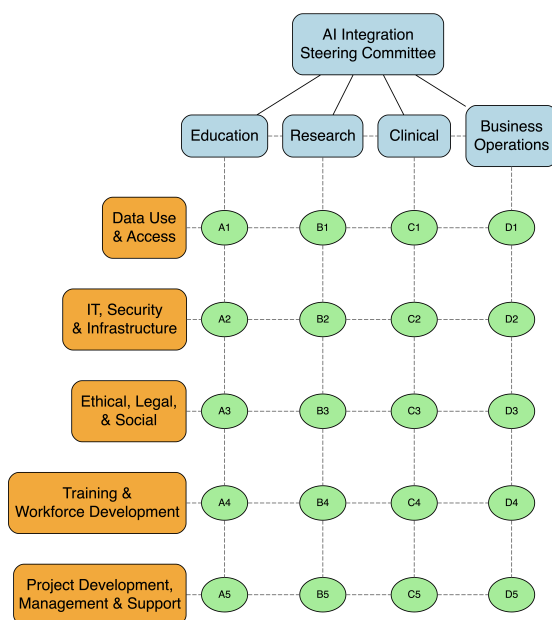 AI Integration
Steering Committee
Education
Research
Clinical
Business
Operations
Data Use
& Access
A1
B1
C1
D1
IT, Security
& Infrastructure
A2
B2
C2
D2
Ethical, Legal,
& Social
A3
B3
C3
D3
Training &
Workforce Development
A4
B4
C4
D4
Project Development,
Management & Support
A5
B5
C5
D5